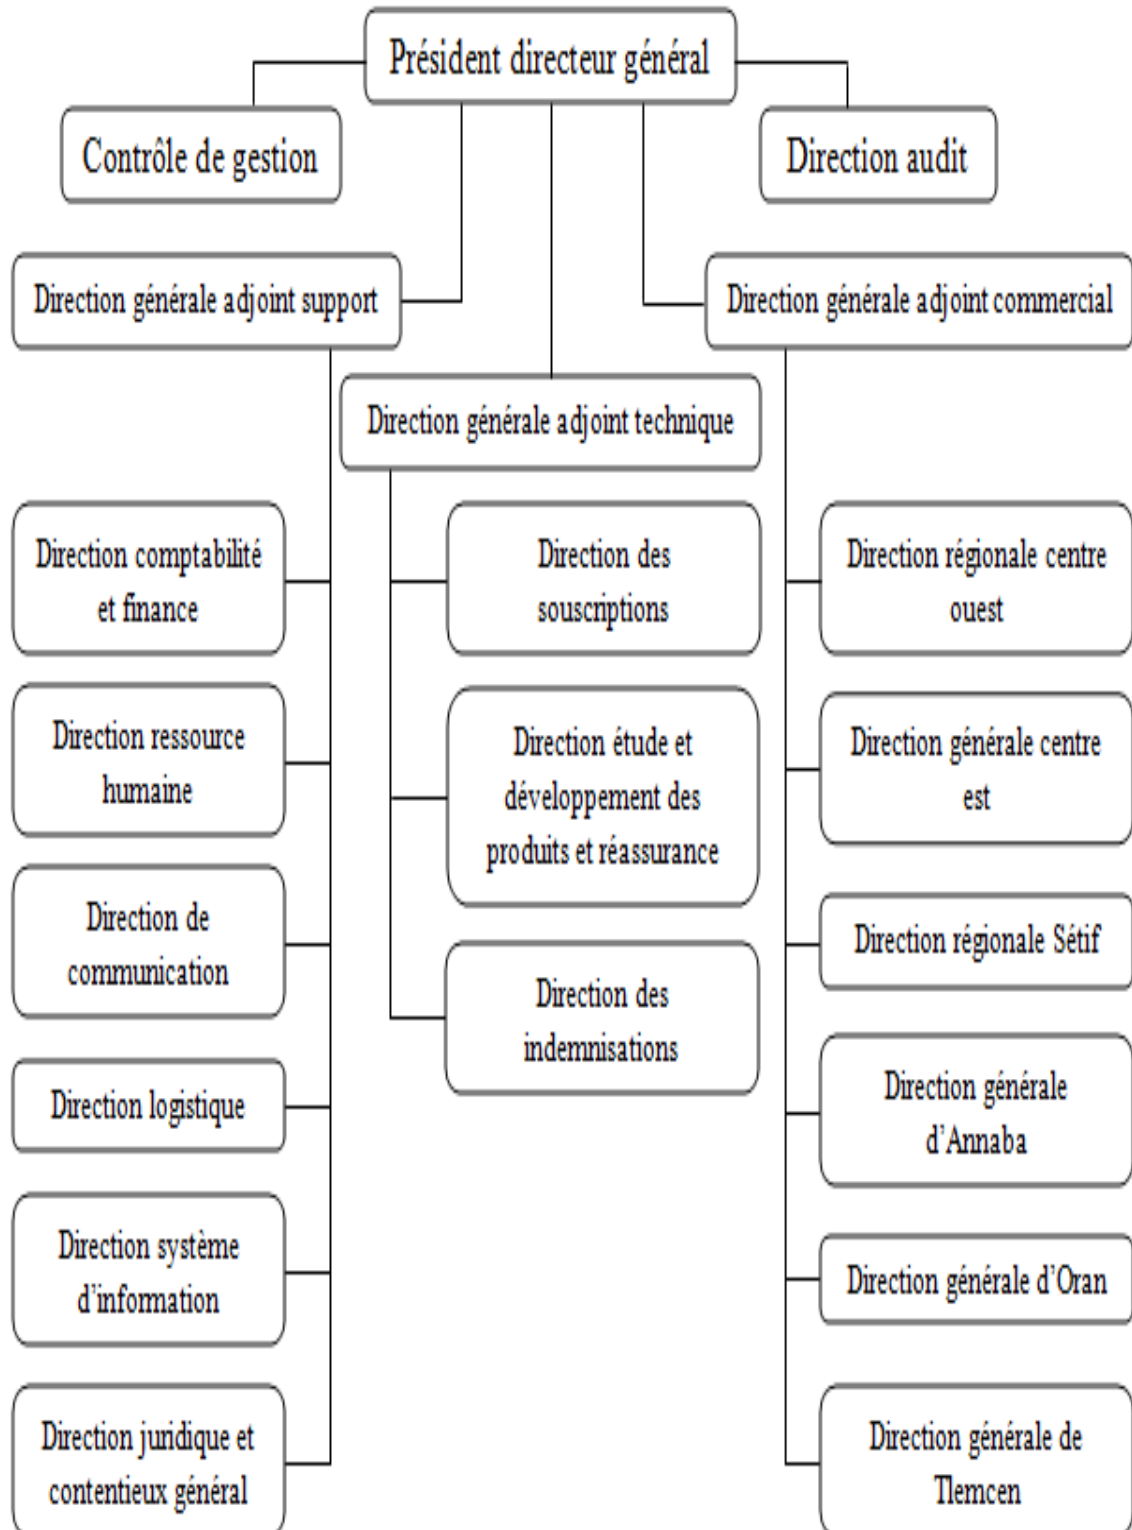 Président directeur général
Contrôle de gestion
Direction audit
Direction générale adjoint support
Direction générale adjoint commercial
Direction générale adjoint technique
Direction comptabilité
et finance
Direction des
souscriptions
Direction régionale centre
ouest
Direction ressource
humaine
Direction étude et
développement des
produits et réassurance
Direction générale centre
est
Direction de
communication
Direction des
indemnisations
Direction régionale Sétif
Direction logistique
Direction générale
d'Annaba
Direction système
d'information
Direction générale d'Oran
Direction juridique et
contentieux général
Direction générale de
Tlemcen